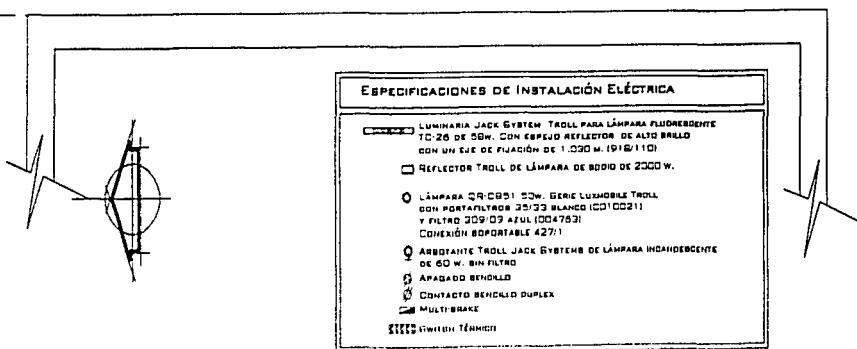 ESPECIFICACIONES DE INSTALACIÓN ELÉCTRICA
LUMINARIA JACK SYSTEM TROLL PARA LÁMPARA FLUORESCENTE
TC-26 DE 58W. CON ESPEJO REFLECTOR DE ALTO BRILLO
CON UN EJE DE FIJACIÓN DE 1.030 M. (918/110)
REFLECTOR TROLL DE LÁMPARA DE SODIO DE 2000 W.
LÁMPARA QR-CB51 50W. SERIE LUXMOBILE TROLL
CON PORTAFILTROS 35/33 BLANCO (C010021)
Y FILTRO 309/03 AZUL (004763)
CONEXIÓN SOPORTABLE 427/1
ARBOTANTE TROLL JACK SYSTEMS DE LÁMPARA INCANDESCENTE
DE 60 W. SIN FILTRO
APAGADO SENCILLO
CONTACTO SENCILLO DUPLEX
MULTI-BRAKE
SWITCH TÉRMICO